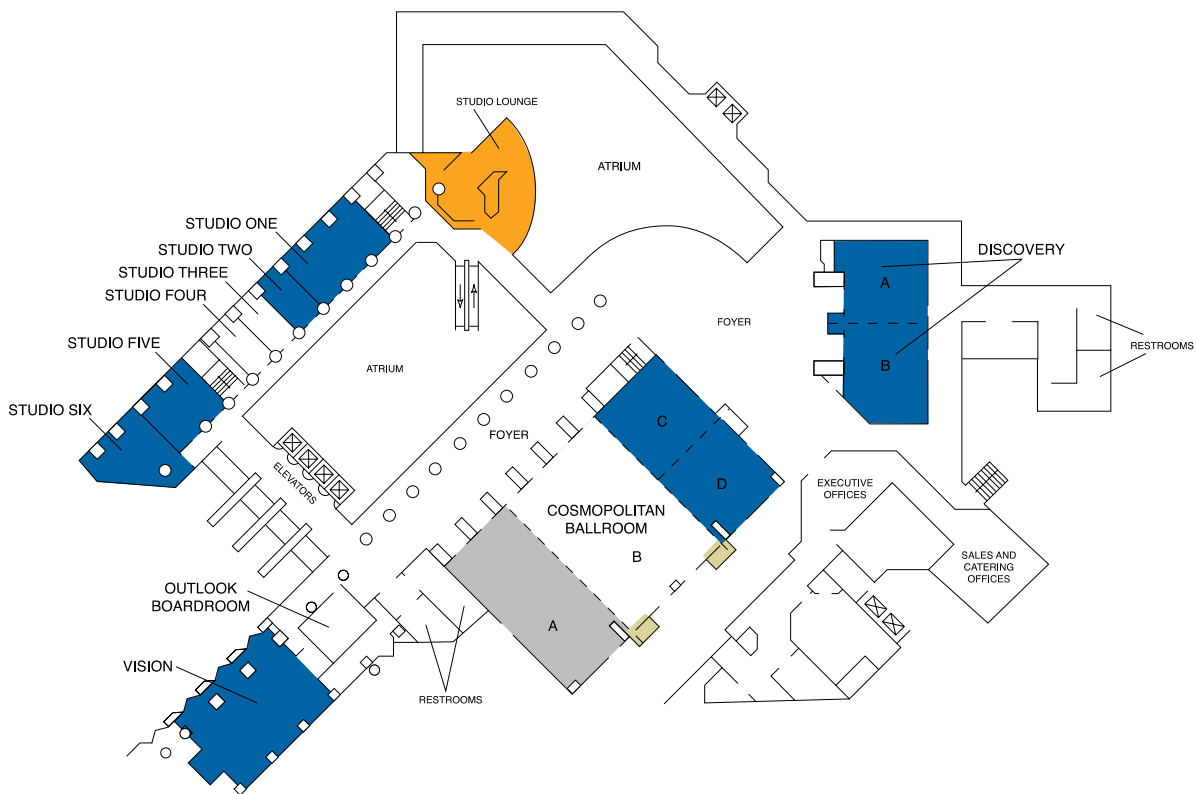 STUDIO LOUNGE
ATRIUM
STUDIO ONE
STUDIO TWO
STUDIO THREE
STUDIO FOUR
STUDIO FIVE
STUDIO SIX
DISCOVERY
A
B
FOYER
RESTROOMS
ATRIUM
FOYER
ELEVATORS
C
D
COSMOPOLITAN
BALLROOM
B
A
EXECUTIVE
OFFICES
SALES AND
CATERING
OFFICES
OUTLOOK
BOARDROOM
VISION
RESTROOMS